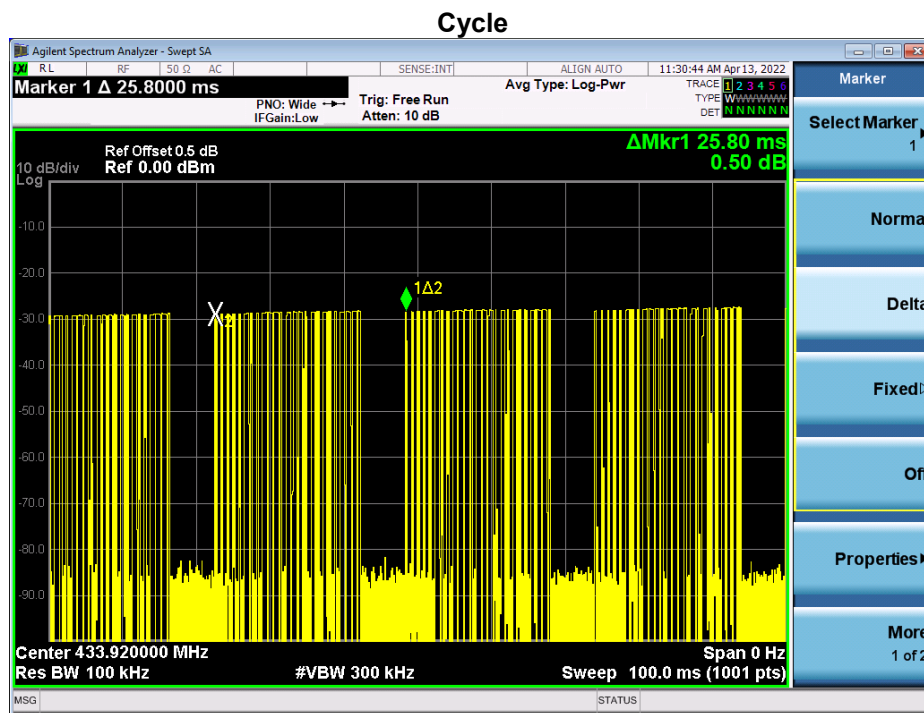 Cycle
Agilent Spectrum Analyzer - Swept SA
LXI RL RF 50 Ω AC SENSE:INT ALIGN AUTO 11:30:44 AM Apr 13, 2022
Marker 1 Δ 25.8000 ms
PNO: Wide
IFGain:Low
Trig: Free Run
Atten: 10 dB
Avg Type: Log-Pwr
TRACE 1 2 3 4 5 6
TYPE WWWWWW
DET N N N N N N
Ref Offset 0.5 dB
10 dB/div Ref 0.00 dBm
Log
ΔMkr1 25.80 ms
0.50 dB
-10.0
-20.0
1Δ2
X2
-30.0
-40.0
-50.0
-60.0
-70.0
-80.0
-90.0
Center 433.920000 MHz Span 0 Hz
Res BW 100 kHz #VBW 300 kHz Sweep 100.0 ms (1001 pts)
MSG STATUS
Marker
Select Marker
1
Norma
Delta
Fixed
Off
Properties
More
1 of 2